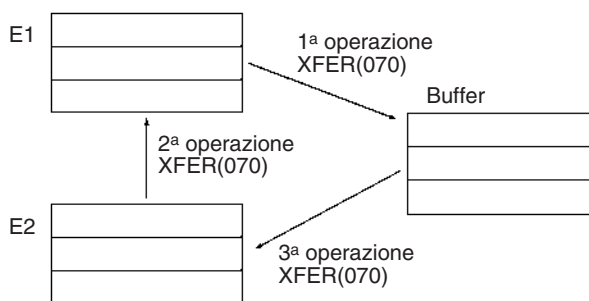 E1
1ª operazione
XFER(070)
Buffer
2ª operazione
XFER(070)
E2
3ª operazione
XFER(070)